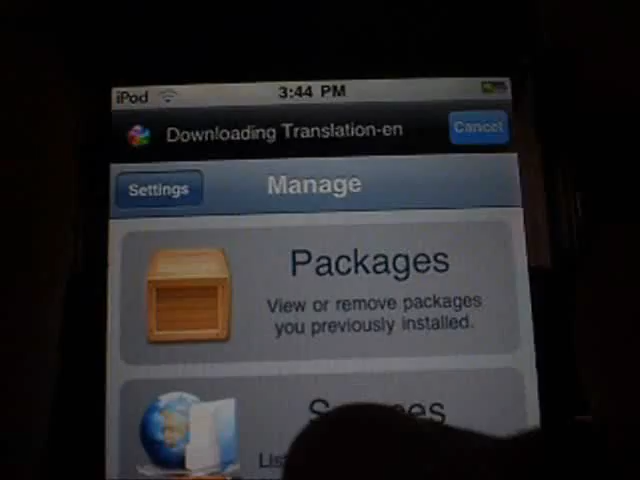 iPod 3:44 PM
Downloading Translation-en Cancel
Settings Manage
Packages
View or remove packages
you previously installed.